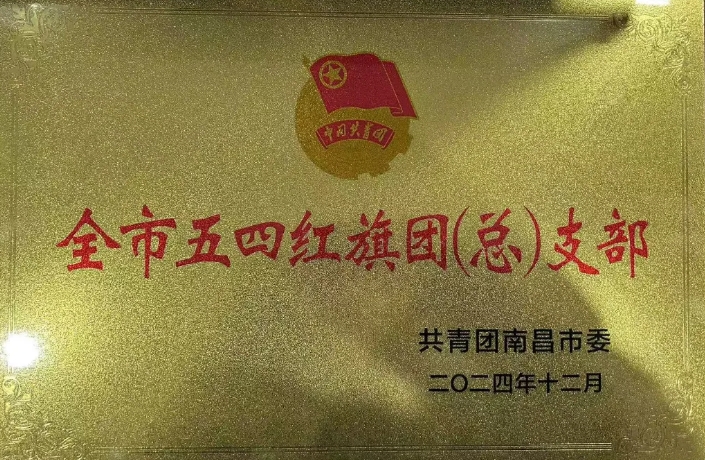 中国共青团
全市五四红旗团(总)支部
共青团南昌市委
二〇二四年十二月